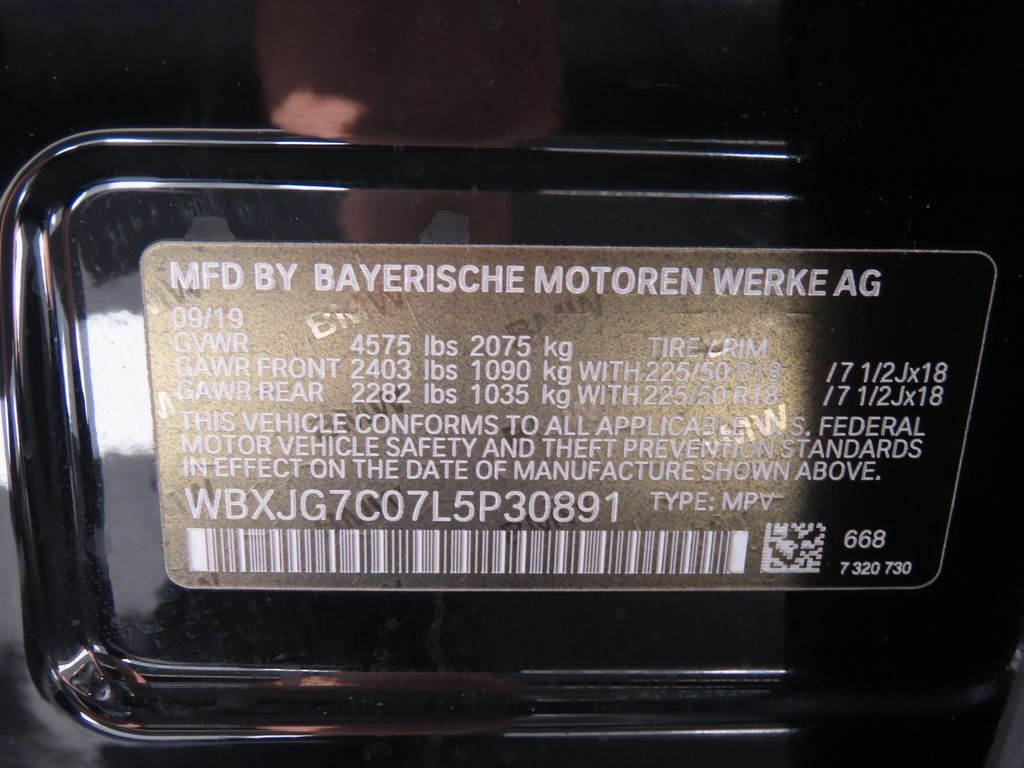 MFD BY BAYERISCHE MOTOREN WERKE AG
09/19
GVWR 4575 lbs 2075 kg TIRE / RIM
GAWR FRONT 2403 lbs 1090 kg WITH 225/50 R18 /7 1/2Jx18
GAWR REAR 2282 lbs 1035 kg WITH 225/50 R18 /7 1/2Jx18
THIS VEHICLE CONFORMS TO ALL APPLICABLE U.S. FEDERAL
MOTOR VEHICLE SAFETY AND THEFT PREVENTION STANDARDS
IN EFFECT ON THE DATE OF MANUFACTURE SHOWN ABOVE.
WBXJG7C07L5P30891 TYPE: MPV
668
7 320 730